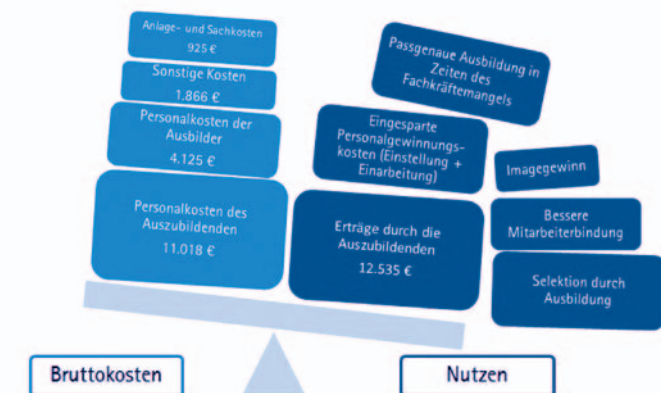 Anlage- und Sachkosten
925 €
Sonstige Kosten
1.866 €
Personalkosten der
Ausbilder
4.125 €
Personalkosten des
Auszubildenden
11.018 €
Passgenaue Ausbildung in
Zeiten des
Fachkräftemangels
Eingesparte
Personalgewinnungs-
kosten (Einstellung +
Einarbeitung)
Erträge durch die
Auszubildenden
12.535 €
Imagegewinn
Bessere
Mitarbeiterbindung
Selektion durch
Ausbildung
Bruttokosten
Nutzen